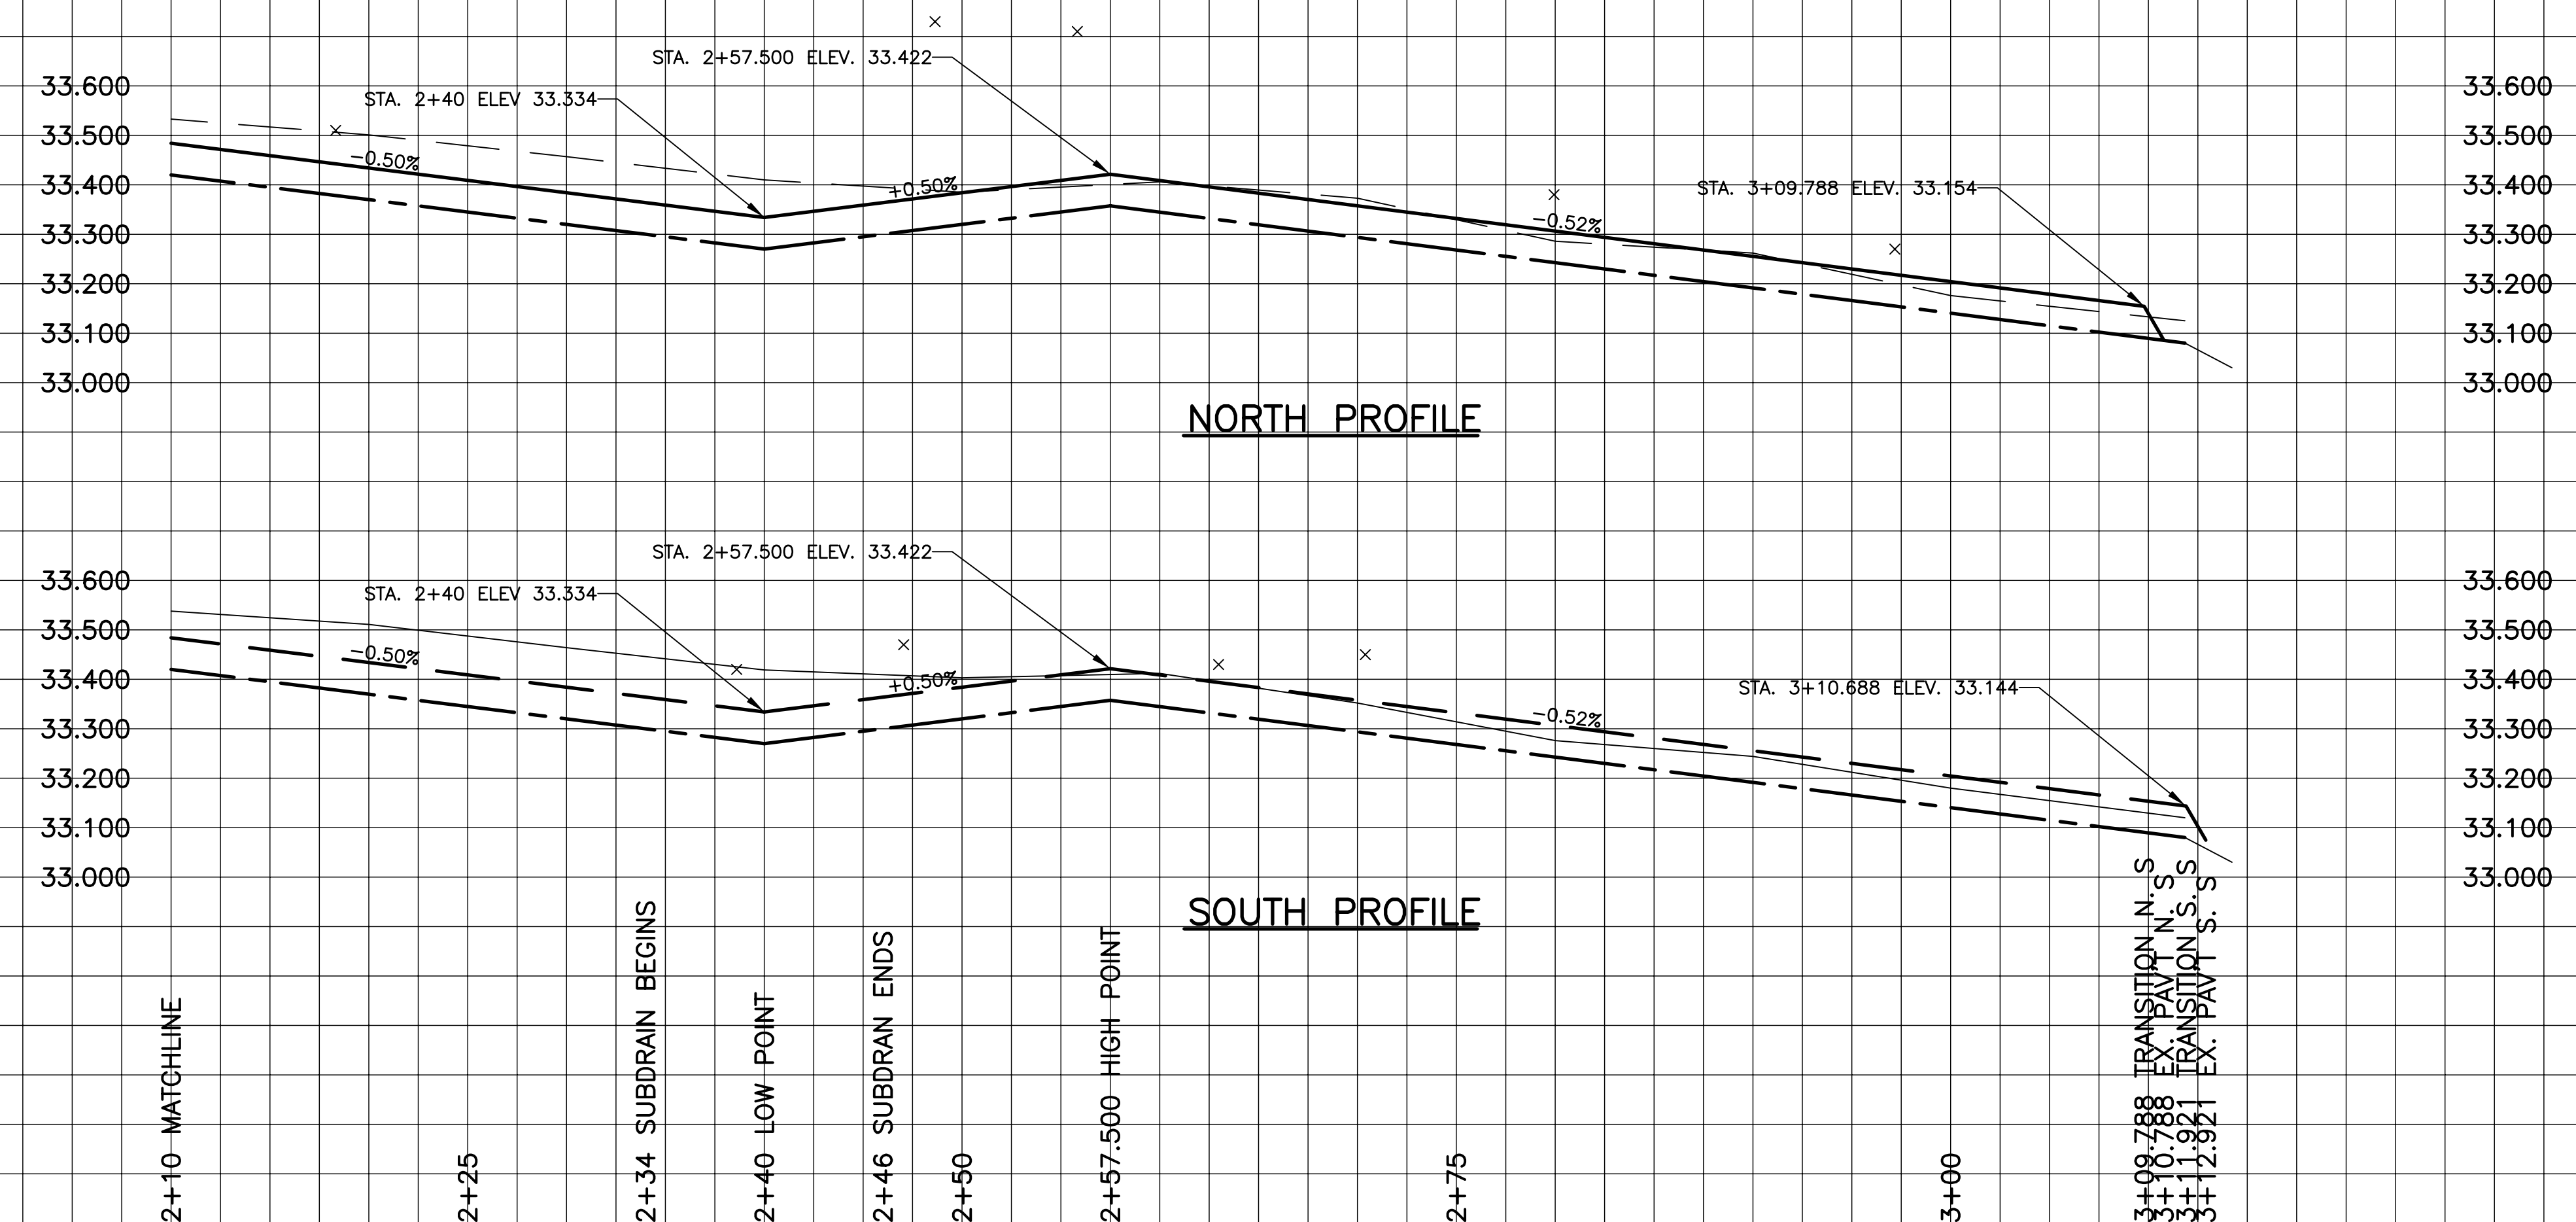 STA. 2+57.500 ELEV. 33.422
33.600 33.600
STA. 2+40 ELEV 33.334
33.500 33.500
-0.50%
33.400 +0.50% STA. 3+09.788 ELEV. 33.154 33.400
-0.52%
33.300 33.300
33.200 33.200
33.100 33.100
33.000 33.000
NORTH PROFILE
STA. 2+57.500 ELEV. 33.422
33.600 33.600
STA. 2+40 ELEV 33.334
33.500 33.500
-0.50%
33.400 +0.50% STA. 3+10.688 ELEV. 33.144 33.400
-0.52%
33.300 33.300
33.200 33.200
33.100 33.100
33.000 33.000
SOUTH PROFILE
2+10 MATCHLINE
2+25
2+34 SUBDRAIN BEGINS
2+40 LOW POINT
2+46 SUBDRAN ENDS
2+50
2+57.500 HIGH POINT
2+75
3+00
3+09.788 TRANSITION N. S
3+10.788 EX. PAV'T N. S
3+11.921 TRANSITION S. S
3+12.921 EX. PAV'T S. S